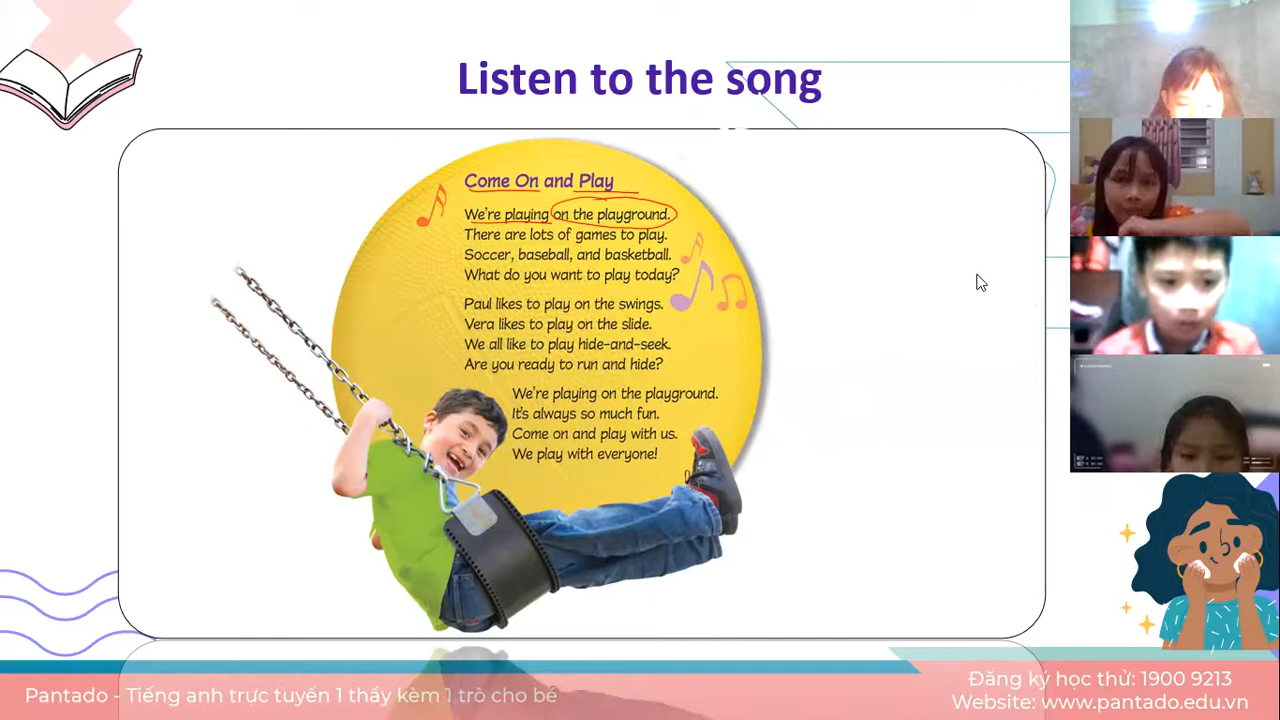 Listen to the song
Come On and Play
We're playing on the playground.
There are lots of games to play.
Soccer, baseball, and basketball.
What do you want to play today?
Paul likes to play on the swings.
Vera likes to play on the slide.
We all like to play hide-and-seek.
Are you ready to run and hide?
We're playing on the playground.
It's always so much fun.
Come on and play with us.
We play with everyone!
Pantado - Tiếng anh trực tuyến 1 thầy kèm 1 trò cho bé
Đăng ký học thử: 1900 9213
Website: www.pantado.edu.vn